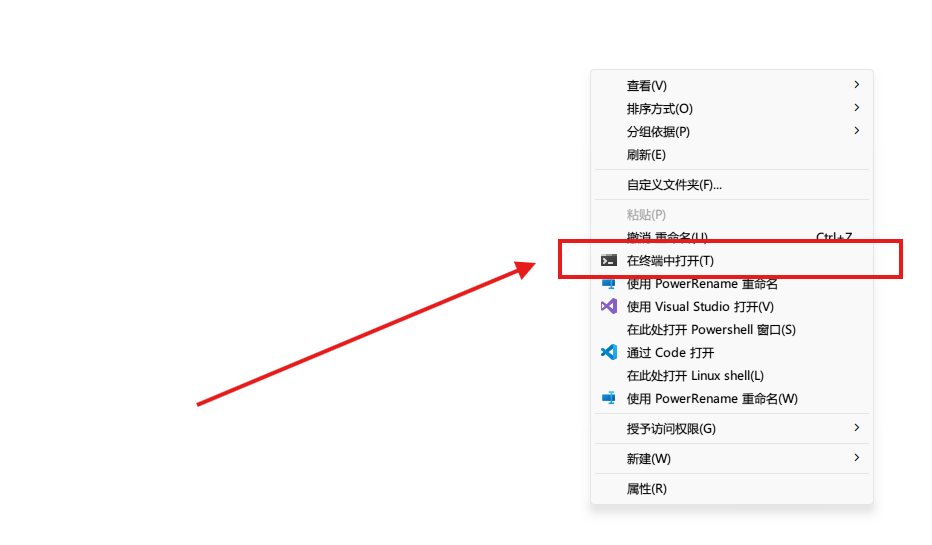 查看(V)
排序方式(O)
分组依据(P)
刷新(E)
自定义文件夹(F)...
粘贴(P)
撤消 重命名(U) Ctrl+Z
在终端中打开(T)
使用 PowerRename 重命名
使用 Visual Studio 打开(V)
在此处打开 Powershell 窗口(S)
通过 Code 打开
在此处打开 Linux shell(L)
使用 PowerRename 重命名(W)
授予访问权限(G)
新建(W)
属性(R)